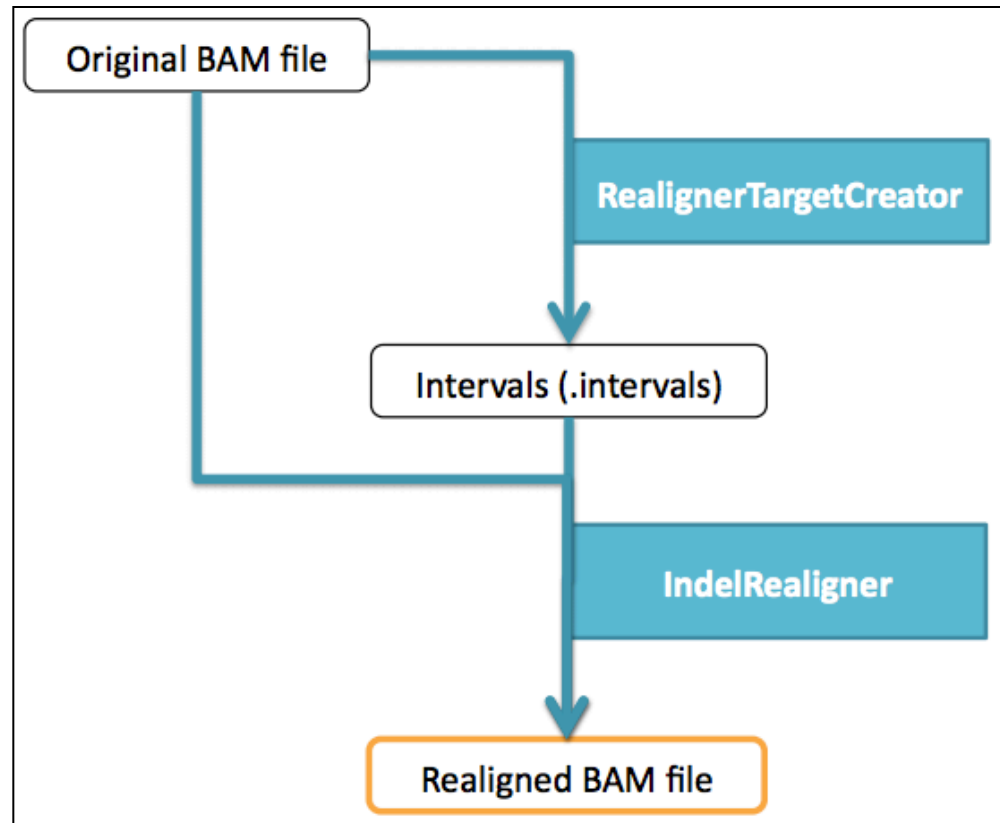 Original BAM file
RealignerTargetCreator
Intervals (.intervals)
IndelRealigner
Realigned BAM file